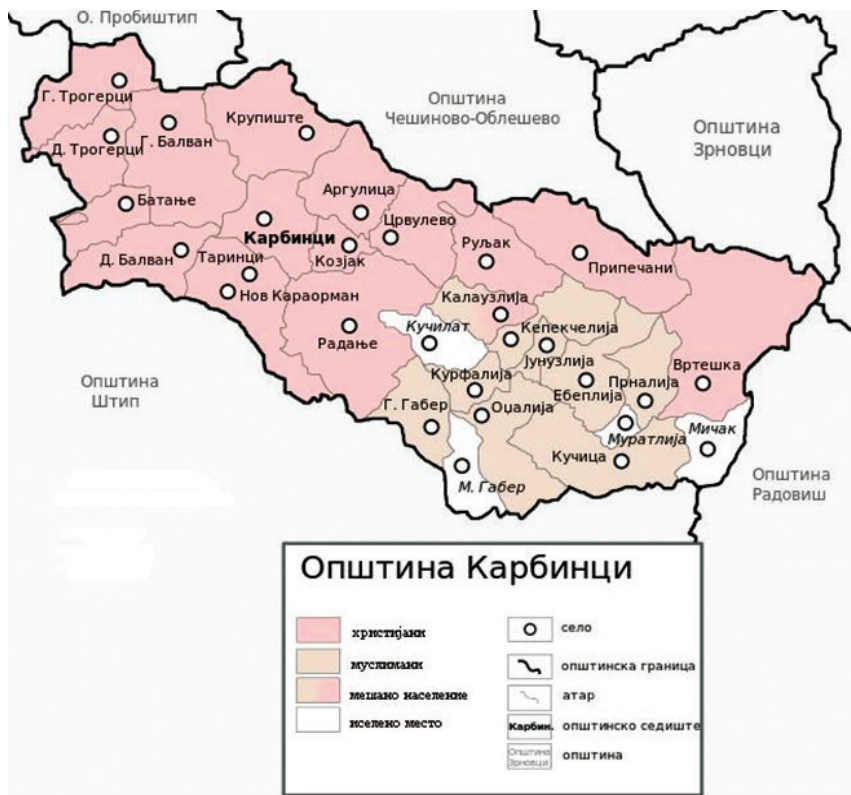 О. Пробиштип
Г. Трогерци
Општина
Чешиново-Облешево
Општина
Зрновци
Крупиште
Г. Балван
Д. Трогерци
Аргулица
Батање
Црвулево
Карбинци
Руљак
Д. Балван
Таринци
Козјак
Припечани
Нов Караорман
Калаузлија
Кучилат
Кепекчелија
Радање
Јунузлија
Вртешка
Курфалија
Прналија
Општина
Штип
Ебеплија
Г. Габер
Оџалија
Мичак
Муратлија
Кучица
М. Габер
Општина
Радовиш
Општина Карбинци
христијани
муслимани
мешано население
иселено место
село
општинска граница
атар
Карбин.
општинско седиште
Општина
Зрновци
општина